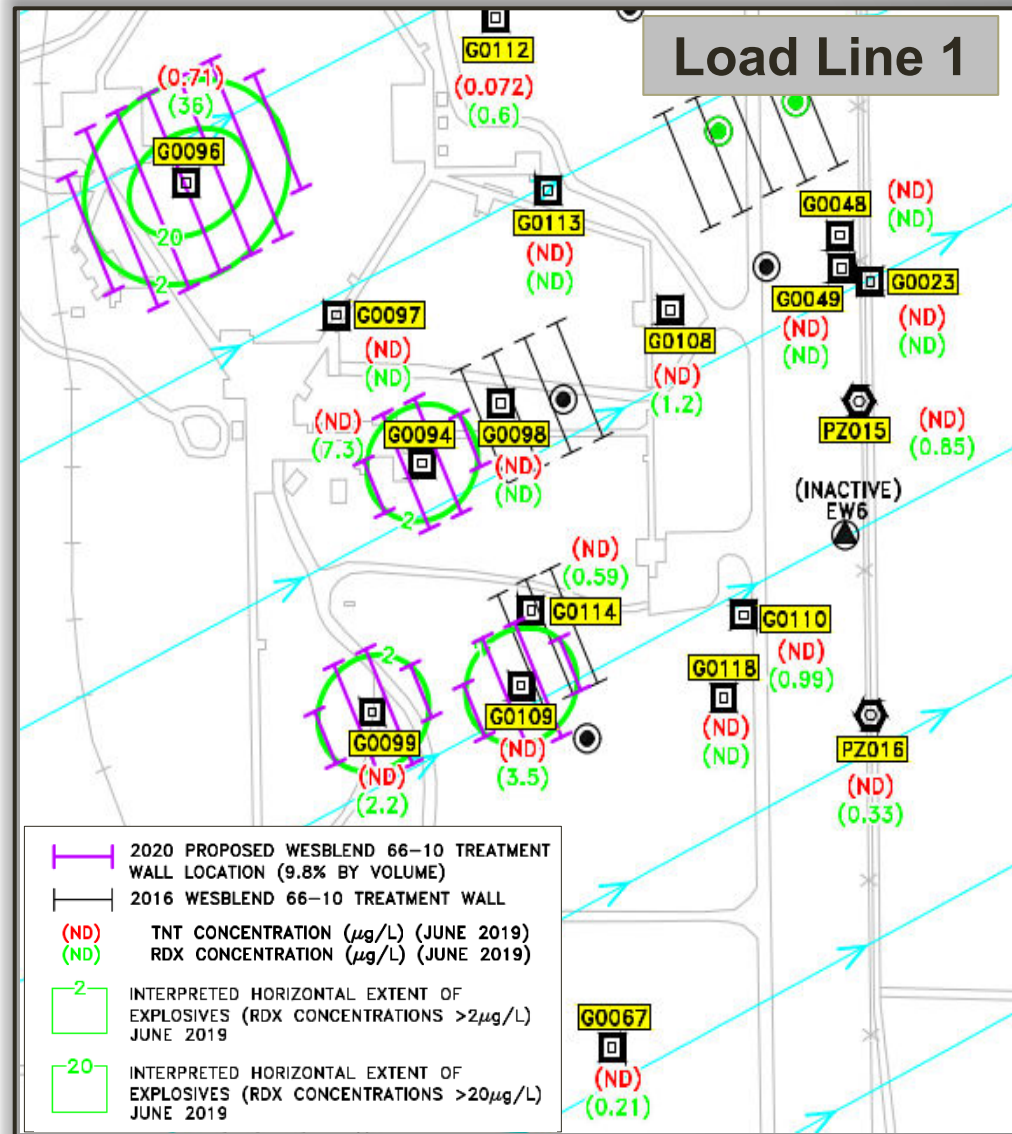 Load Line 1
G0112
(0.072)
(0.6)
(0.71)
(36)
G0096
20
2
G0113
(ND)
(ND)
G0048
(ND)
(ND)
G0049
(ND)
(ND)
G0023
(ND)
(ND)
G0097
(ND)
(ND)
G0108
(ND)
(1.2)
(ND)
(7.3)
G0094
2
G0098
(ND)
(ND)
PZ015
(ND)
(0.85)
(INACTIVE)
EW6
(ND)
(0.59)
G0114
G0110
(ND)
(0.99)
G0118
(ND)
(ND)
2
G0099
(ND)
(2.2)
G0109
(ND)
(3.5)
PZ016
(ND)
(0.33)
2020 PROPOSED WESBLEND 66-10 TREATMENT
WALL LOCATION (9.8% BY VOLUME)
2016 WESBLEND 66-10 TREATMENT WALL
(ND) TNT CONCENTRATION (µg/L) (JUNE 2019)
(ND) RDX CONCENTRATION (µg/L) (JUNE 2019)
2
INTERPRETED HORIZONTAL EXTENT OF
EXPLOSIVES (RDX CONCENTRATIONS >2µg/L)
JUNE 2019
20
INTERPRETED HORIZONTAL EXTENT OF
EXPLOSIVES (RDX CONCENTRATIONS >20µg/L)
JUNE 2019
G0067
(ND)
(0.21)